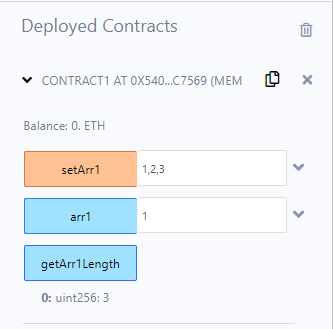 Deployed Contracts
CONTRACT1 AT 0X540...C7569 (MEM
Balance: 0. ETH
setArr1 1,2,3
arr1 1
getArr1Length
0: uint256: 3